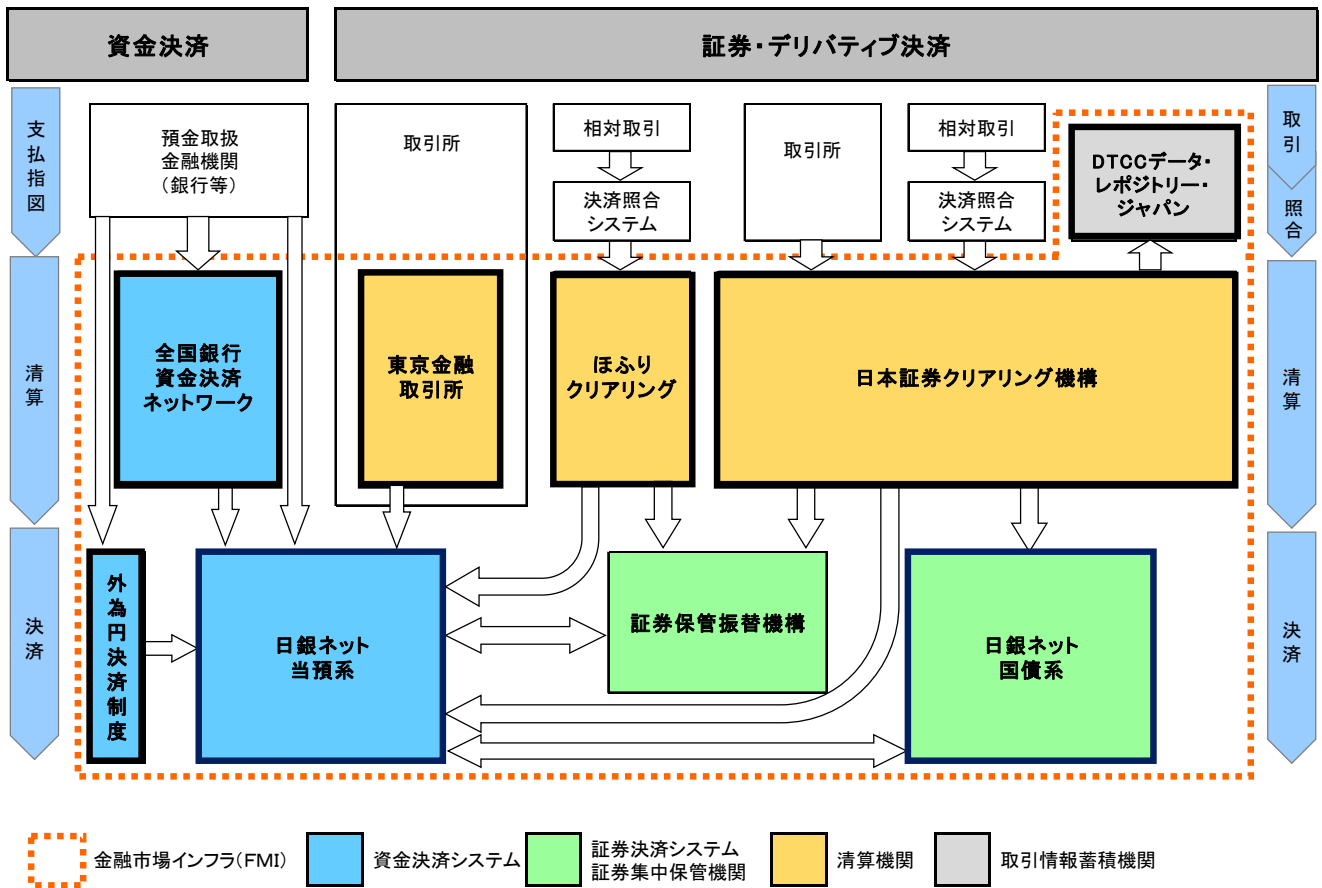 資金決済
証券・デリバティブ決済
支払指図
清算
決済
預金取扱
金融機関
(銀行等)
取引所
相対取引
決済照合
システム
取引所
相対取引
決済照合
システム
DTCCデータ・
レポジトリー・
ジャパン
取引
照合
清算
決済
全国銀行
資金決済
ネットワーク
東京金融
取引所
ほふり
クリアリング
日本証券クリアリング機構
外為円決済制度
日銀ネット
当預系
証券保管振替機構
日銀ネット
国債系
金融市場インフラ(FMI)
資金決済システム
証券決済システム
証券集中保管機関
清算機関
取引情報蓄積機関